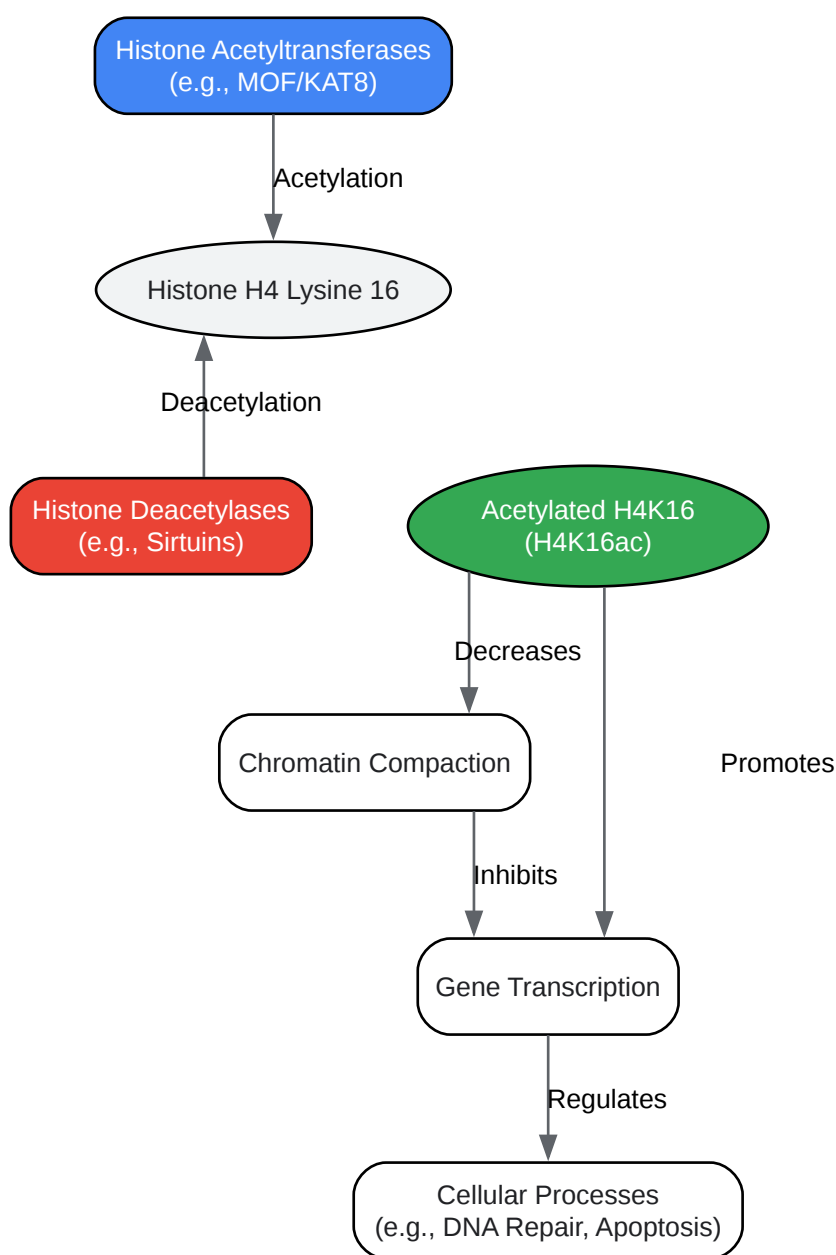 Histone Acetyltransferases
(e.g., MOF/KAT8)
Acetylation
Histone H4 Lysine 16
Deacetylation
Histone Deacetylases
(e.g., Sirtuins)
Acetylated H4K16
(H4K16ac)
Decreases
Chromatin Compaction
Promotes
Inhibits
Gene Transcription
Regulates
Cellular Processes
(e.g., DNA Repair, Apoptosis)